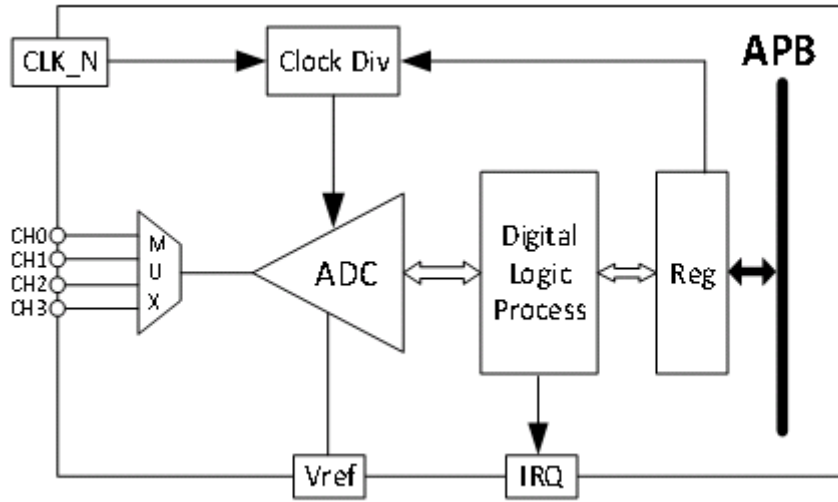 CLK_N
Clock Div
APB
CH0
CH1
CH2
CH3
M
U
X
ADC
Digital
Logic
Process
Reg
Vref
IRQ